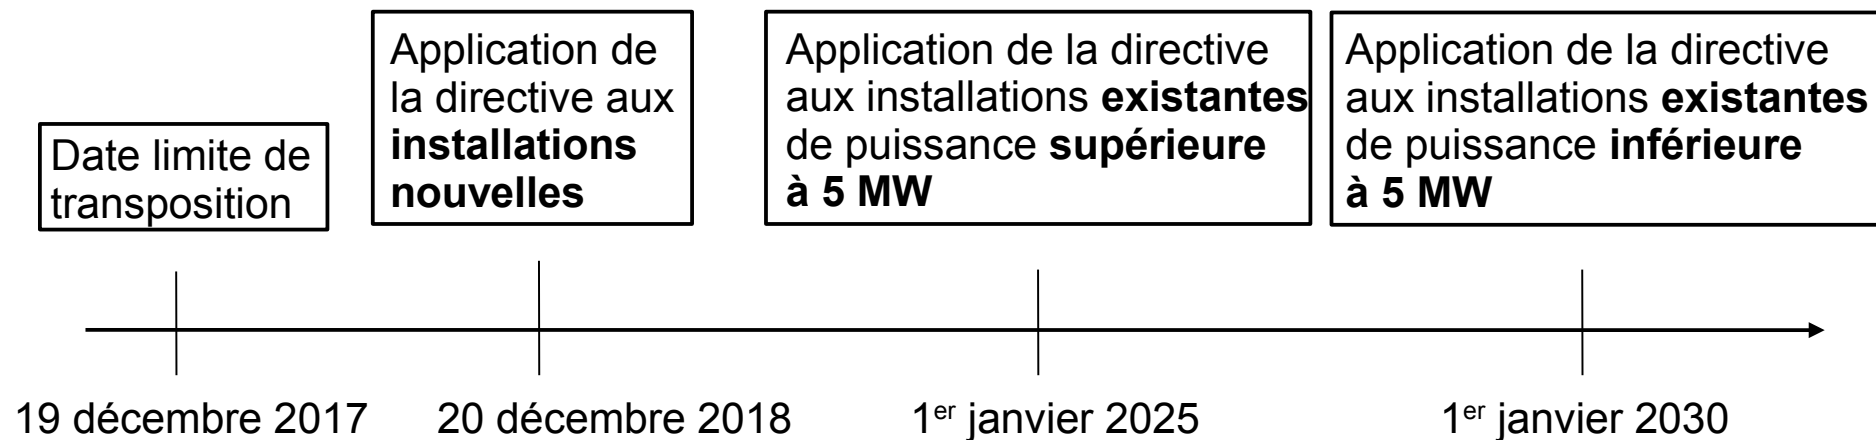 Date limite de
transposition
Application de
la directive aux
installations
nouvelles
Application de la directive
aux installations existantes
de puissance supérieure
à 5 MW
Application de la directive
aux installations existantes
de puissance inférieure
à 5 MW
19 décembre 2017
20 décembre 2018
1er janvier 2025
1er janvier 2030